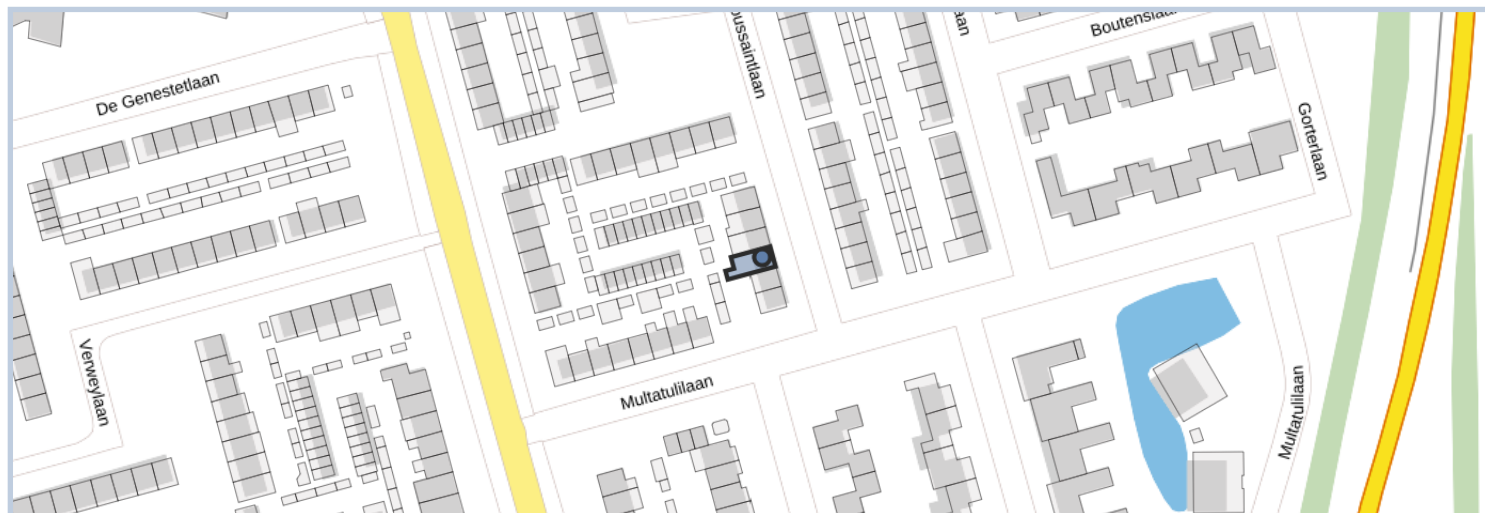 Boutenslaan
De Genestetlaan
Gorterlaan
Verweylaan
Multatulilaan
Multatulilaan